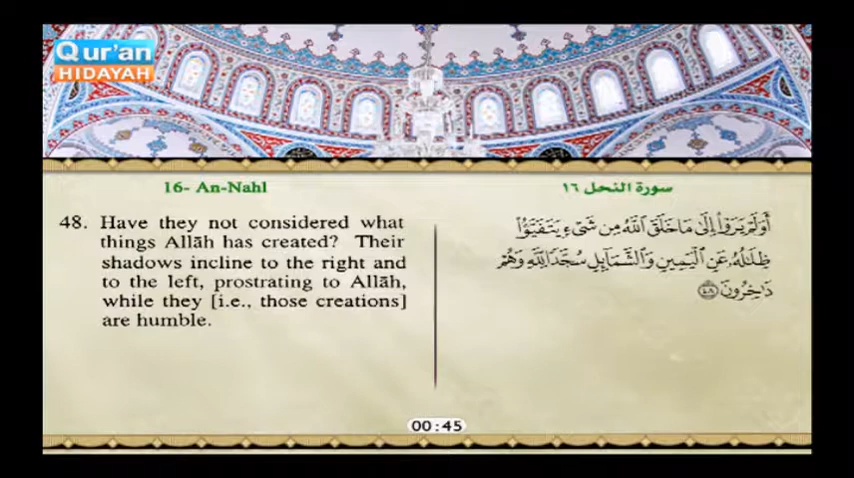 Qur'an
HIDAYAH
16- An-Nahl
48. Have they not considered what
things Allāh has created? Their
shadows incline to the right and
to the left, prostrating to Allāh,
while they [i.e., those creations]
are humble.
سورة النحل ١٦
أَوَلَمْ يَرَوْا۟ إِلَىٰ مَا خَلَقَ ٱللَّهُ مِن شَىْءٍ يَتَفَيَّؤُا۟
ظِلَـٰلُهُۥ عَنِ ٱلْيَمِينِ وَٱلشَّمَآئِلِ سُجَّدًا لِّلَّهِ وَهُمْ
دَٰخِرُونَ ٤٨
00:45